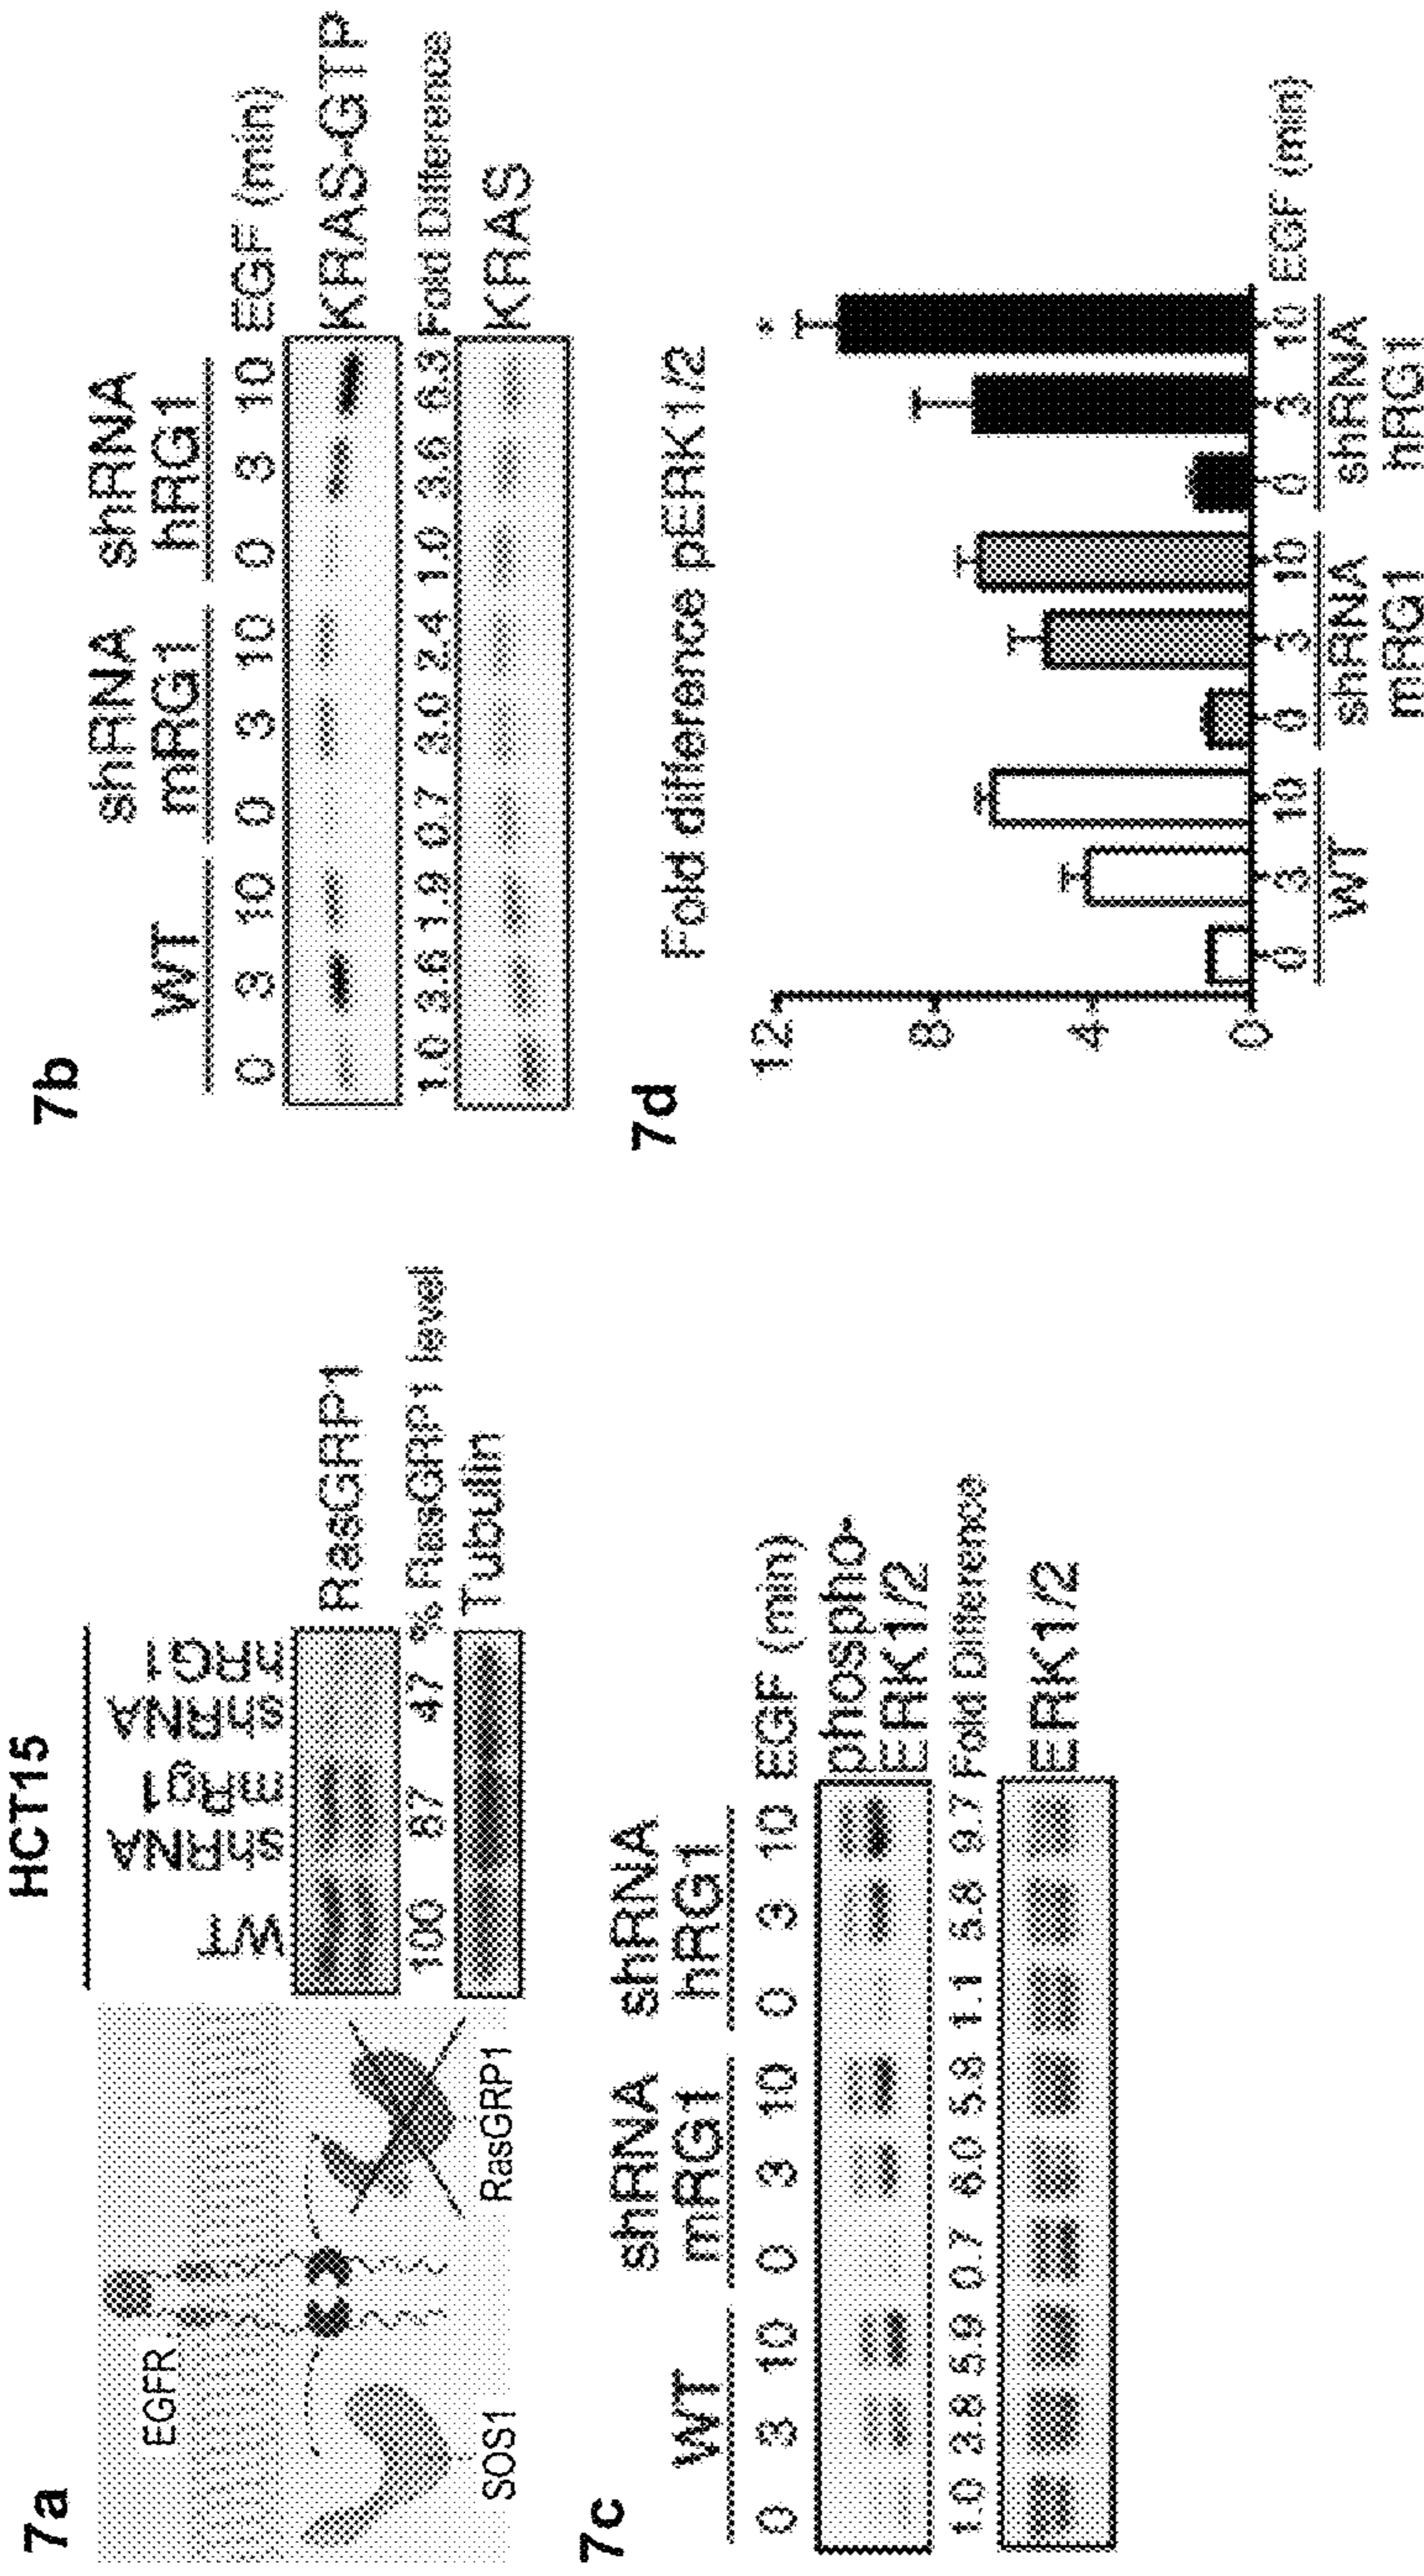 7a
HCT15
EGFR
SOS1
RasGRP1
WT
shRNA
mRg1
shRNA
hRG1
RasGRP1
100 87 47 % RasGRP1 level
Tubulin
7b
WT
shRNA
mRG1
shRNA
hRG1
0 3 10 0 3 10 0 3 10 EGF (min)
KRAS-GTP
1.0 3.6 1.9 0.7 3.0 2.4 1.0 3.6 6.3 Fold Difference
KRAS
7c
WT
shRNA
mRG1
shRNA
hRG1
0 3 10 0 3 10 0 3 10 EGF (min)
phospho-
ERK1/2
1.0 3.8 5.9 0.7 6.0 5.8 1.1 5.8 9.7 Fold Difference
ERK1/2
7d
Fold difference pERK1/2
12
8
4
0
0 3 10 0 3 10 0 3 10 EGF (min)
*
WT
shRNA
mRG1
shRNA
hRG1